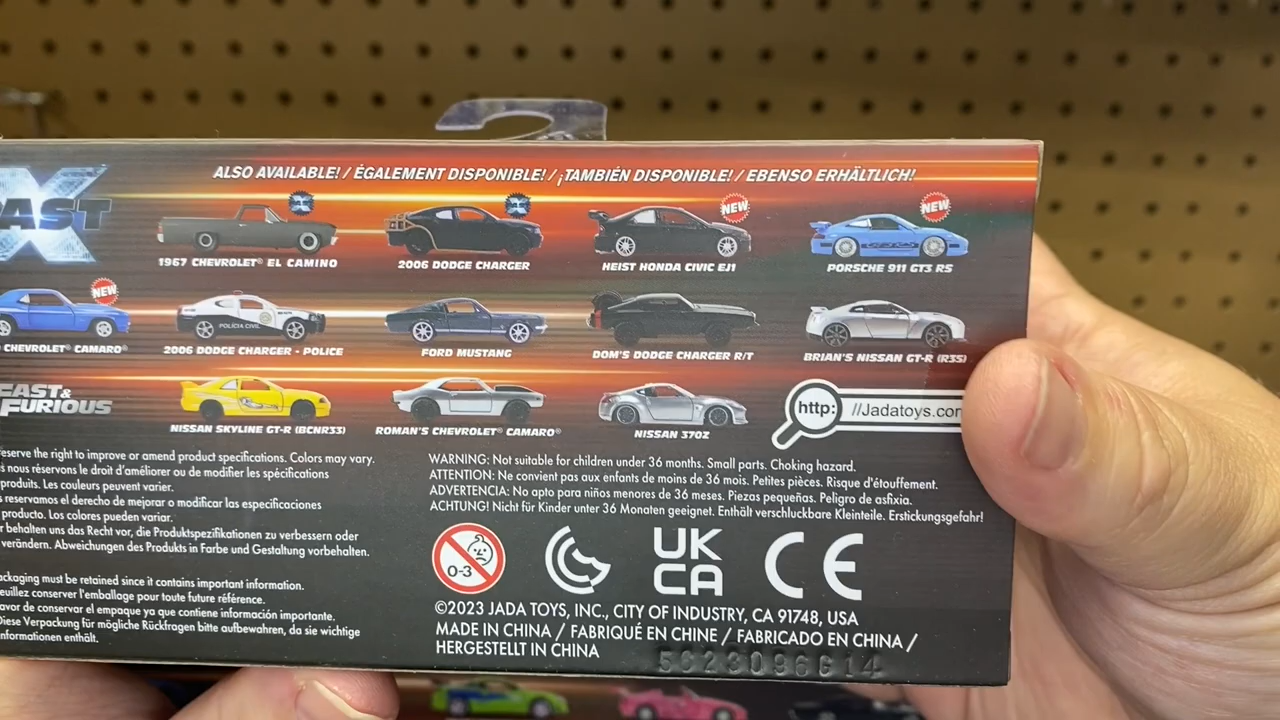 ALSO AVAILABLE! / ÉGALEMENT DISPONIBLE! / ¡TAMBIÉN DISPONIBLE! / EBENSO ERHÄLTLICH!
FAST X
1967 CHEVROLET® EL CAMINO
2006 DODGE CHARGER
NEW
HEIST HONDA CIVIC EJ1
NEW
PORSCHE 911 GT3 RS
NEW
CHEVROLET® CAMARO®
POLÍCIA CIVIL
2006 DODGE CHARGER - POLICE
FORD MUSTANG
DOM'S DODGE CHARGER R/T
BRIAN'S NISSAN GT-R (R35)
FAST & FURIOUS
NISSAN SKYLINE GT-R (BCNR33)
ROMAN'S CHEVROLET® CAMARO®
NISSAN 370Z
http: //Jadatoys.com
reserve the right to improve or amend product specifications. Colors may vary.
s nous réservons le droit d'améliorer ou de modifier les spécifications
produits. Les couleurs peuvent varier.
s reservamos el derecho de mejorar o modificar las especificaciones
producto. Los colores pueden variar.
r behalten uns das Recht vor, die Produktspezifikationen zu verbessern oder
verändern. Abweichungen des Produkts in Farbe und Gestaltung vorbehalten.
ackaging must be retained since it contains important information.
euillez conserver l'emballage pour toute future référence.
avor de conservar el empaque ya que contiene información importante.
Diese Verpackung für mögliche Rückfragen bitte aufbewahren, da sie wichtige
nformationen enthält.
WARNING: Not suitable for children under 36 months. Small parts. Choking hazard.
ATTENTION: Ne convient pas aux enfants de moins de 36 mois. Petites pièces. Risque d'étouffement.
ADVERTENCIA: No apto para niños menores de 36 meses. Piezas pequeñas. Peligro de asfixia.
ACHTUNG! Nicht für Kinder unter 36 Monaten geeignet. Enthält verschluckbare Kleinteile. Erstickungsgefahr!
0-3
UK
CA
CE
©2023 JADA TOYS, INC., CITY OF INDUSTRY, CA 91748, USA
MADE IN CHINA / FABRIQUÉ EN CHINE / FABRICADO EN CHINA /
HERGESTELLT IN CHINA
5C23096G14